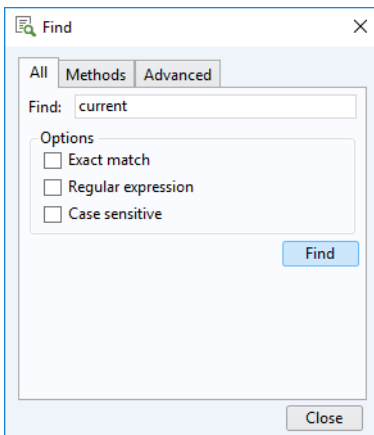 Find
All Methods Advanced
Find: current
Options
Exact match
Regular expression
Case sensitive
Find
Close